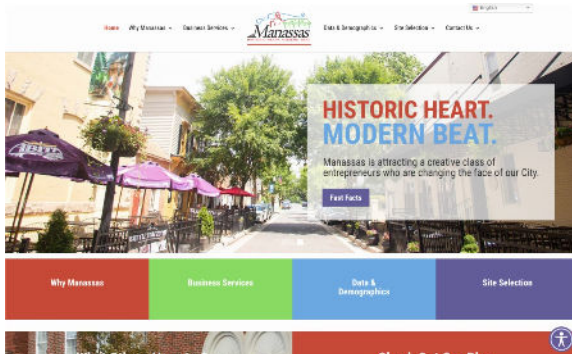 English
Home
Why Manassas
Business Services
Manassas
Data & Demographics
Site Selection
Contact Us
HISTORIC HEART.
MODERN BEAT.
Manassas is attracting a creative class of
entrepreneurs who are changing the face of our City.
Fast Facts
Why Manassas
Business Services
Data &
Demographics
Site Selection